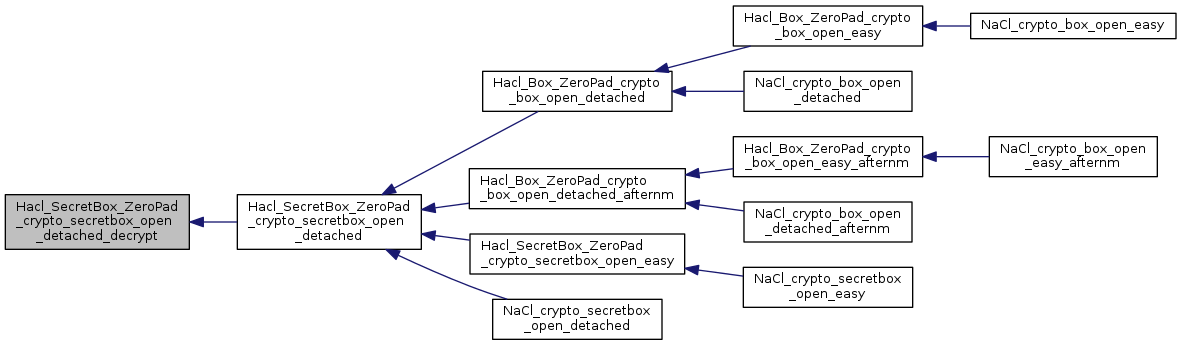 Hacl_SecretBox_ZeroPad
_crypto_secretbox_open
_detached_decrypt
Hacl_SecretBox_ZeroPad
_crypto_secretbox_open
_detached
Hacl_Box_ZeroPad_crypto
_box_open_detached
Hacl_Box_ZeroPad_crypto
_box_open_easy
NaCl_crypto_box_open_easy
NaCl_crypto_box_open
_detached
Hacl_Box_ZeroPad_crypto
_box_open_detached_afternm
Hacl_Box_ZeroPad_crypto
_box_open_easy_afternm
NaCl_crypto_box_open
_easy_afternm
NaCl_crypto_box_open
_detached_afternm
Hacl_SecretBox_ZeroPad
_crypto_secretbox_open_easy
NaCl_crypto_secretbox
_open_easy
NaCl_crypto_secretbox
_open_detached